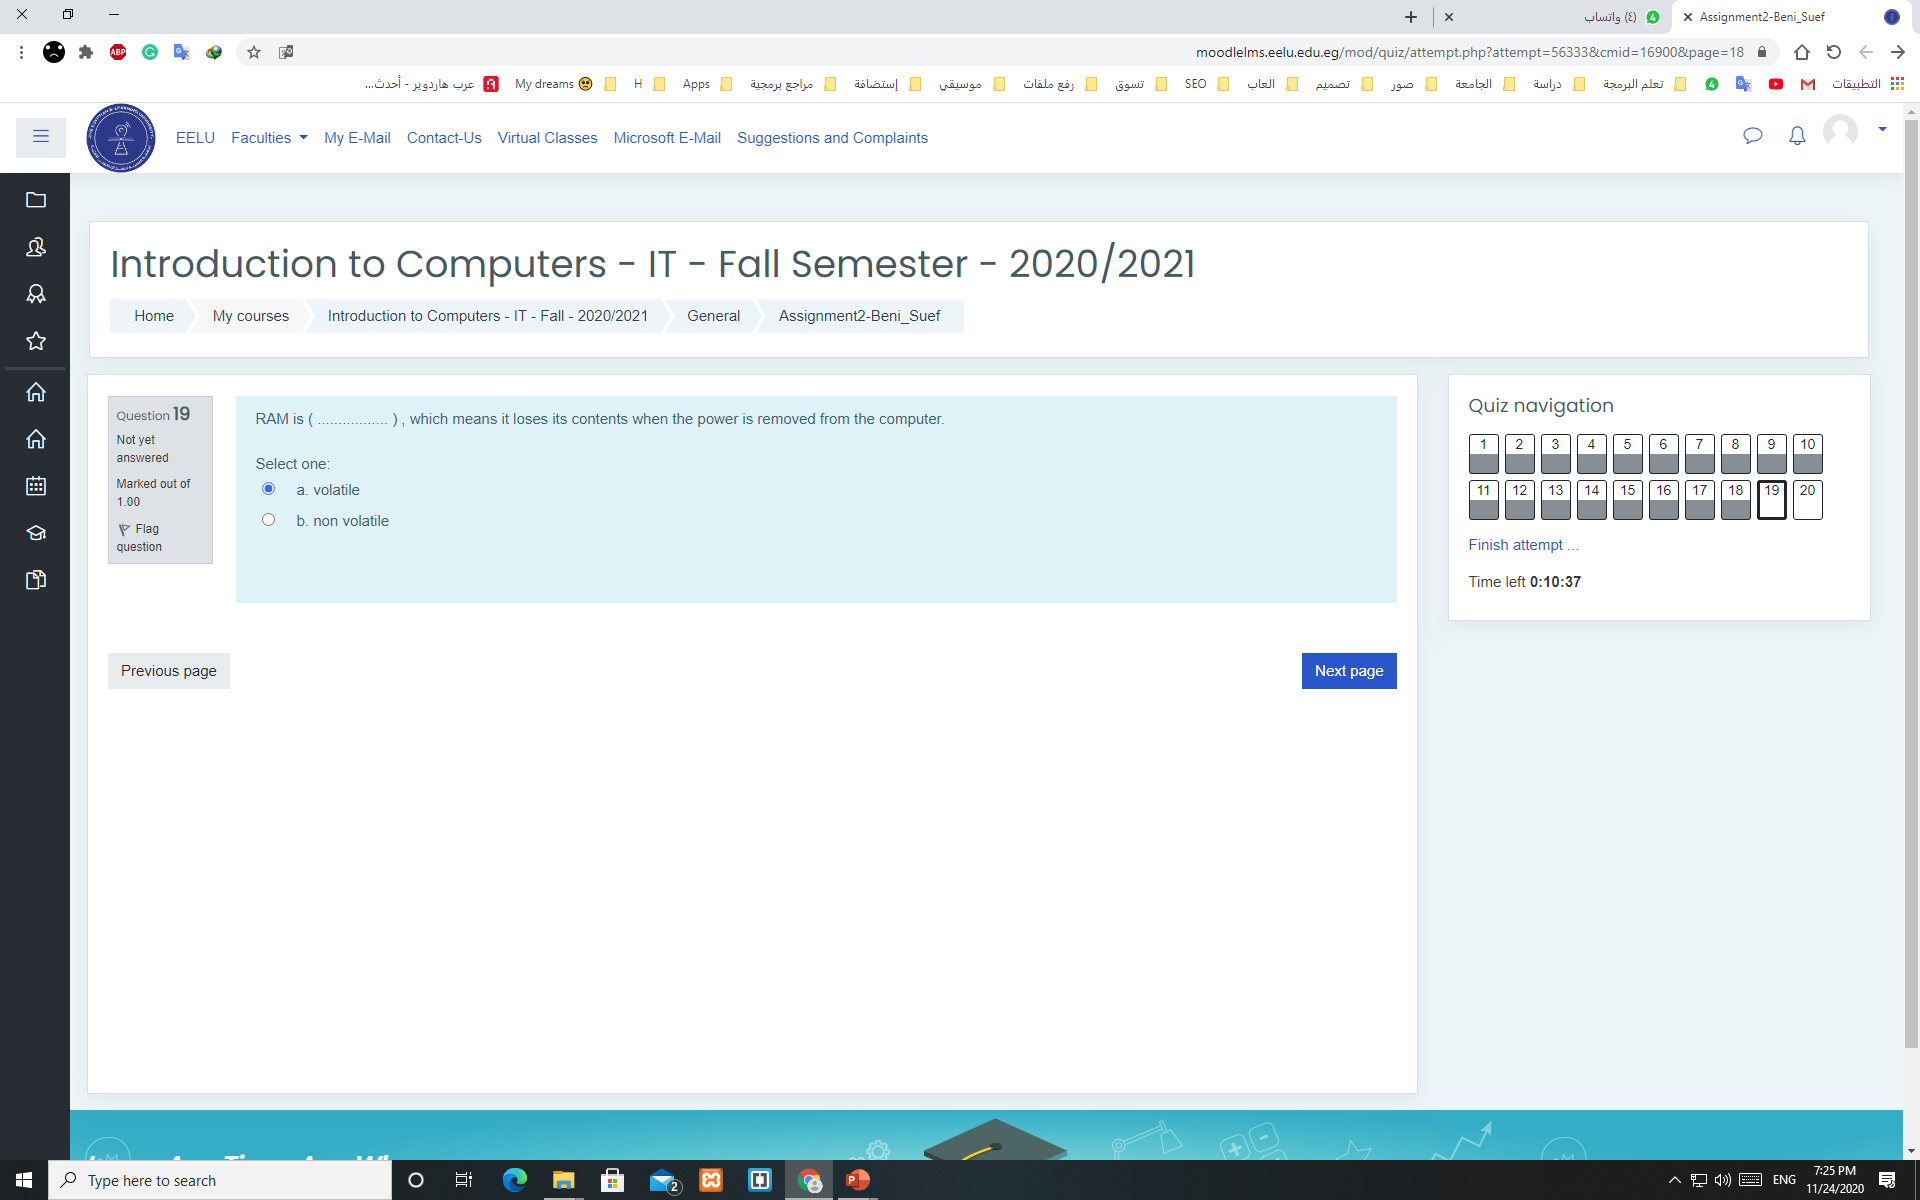 (٤) واتساب
Assignment2-Beni_Suef
moodlelms.eelu.edu.eg/mod/quiz/attempt.php?attempt=56333&cmid=16900&page=18
ABP
التطبيقات
4
تعلم البرمجة
دراسة
الجامعة
صور
تصميم
العاب
SEO
تسوق
رفع ملفات
موسيقي
إستضافة
مراجع برمجية
Apps
H
My dreams
عرب هاردوير - أحدث...
EELU Faculties My E-Mail Contact-Us Virtual Classes Microsoft E-Mail Suggestions and Complaints
Introduction to Computers - IT - Fall Semester - 2020/2021
Home My courses Introduction to Computers - IT - Fall - 2020/2021 General Assignment2-Beni_Suef
Question 19
Not yet
answered
Marked out of
1.00
Flag
question
RAM is ( ................. ) , which means it loses its contents when the power is removed from the computer.
Select one:
a. volatile
b. non volatile
Previous page
Next page
Quiz navigation
1 2 3 4 5 6 7 8 9 10
11 12 13 14 15 16 17 18 19 20
Finish attempt ...
Time left 0:10:37
Type here to search
2
ENG
7:25 PM
11/24/2020